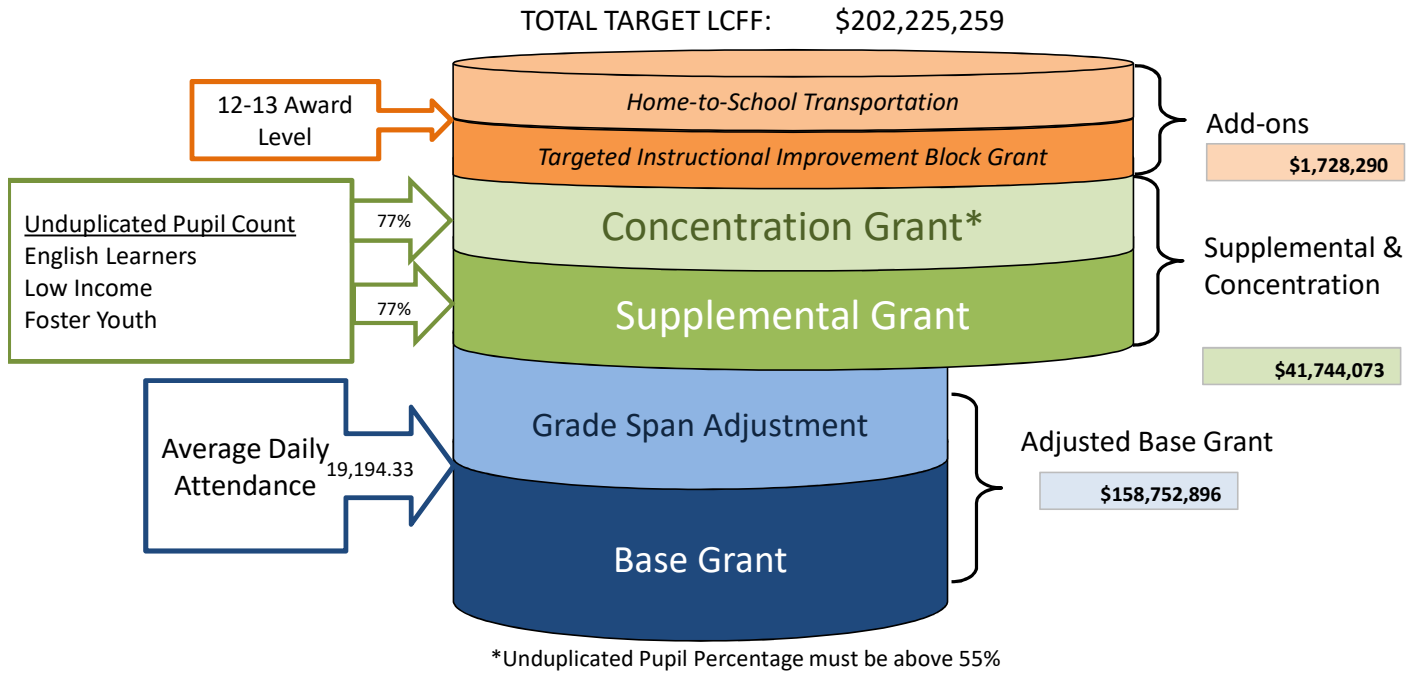 TOTAL TARGET LCFF: $202,225,259
12-13 Award
Level
Home-to-School Transportation
Targeted Instructional Improvement Block Grant
Add-ons
$1,728,290
Unduplicated Pupil Count
English Learners
Low Income
Foster Youth
77%
77%
Concentration Grant*
Supplemental Grant
Supplemental &
Concentration
$41,744,073
Average Daily
Attendance
19,194.33
Grade Span Adjustment
Base Grant
Adjusted Base Grant
$158,752,896
*Unduplicated Pupil Percentage must be above 55%